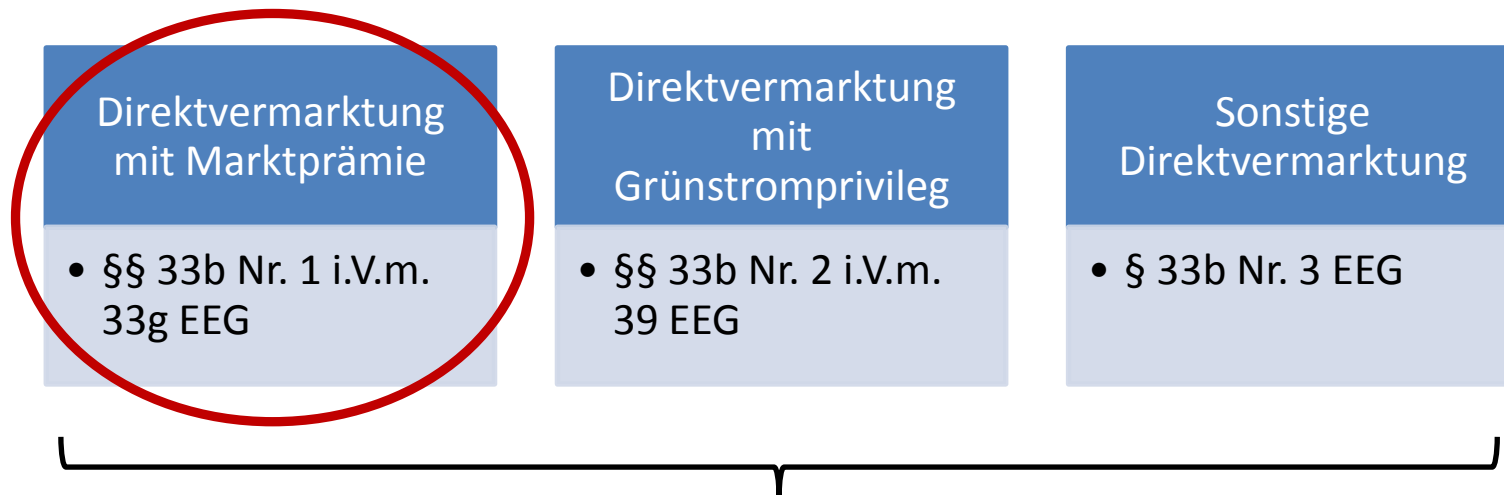 Direktvermarktung
mit Marktprämie
• §§ 33b Nr. 1 i.V.m.
33g EEG
Direktvermarktung
mit
Grünstromprivileg
• §§ 33b Nr. 2 i.V.m.
39 EEG
Sonstige
Direktvermarktung
• § 33b Nr. 3 EEG